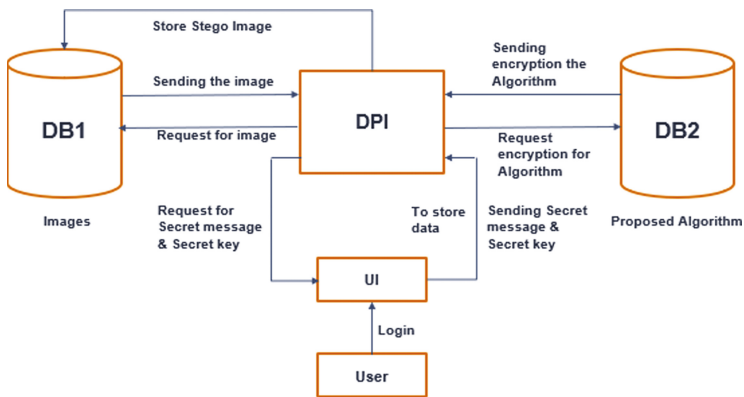 Store Stego Image
Sending the image
Request for image
DB1
Images
DPI
Sending
encryption the
Algorithm
Request
encryption for
Algorithm
DB2
Proposed Algorithm
Request for
Secret message
& Secret key
To store
data
Sending Secret
message &
Secret key
UI
Login
User